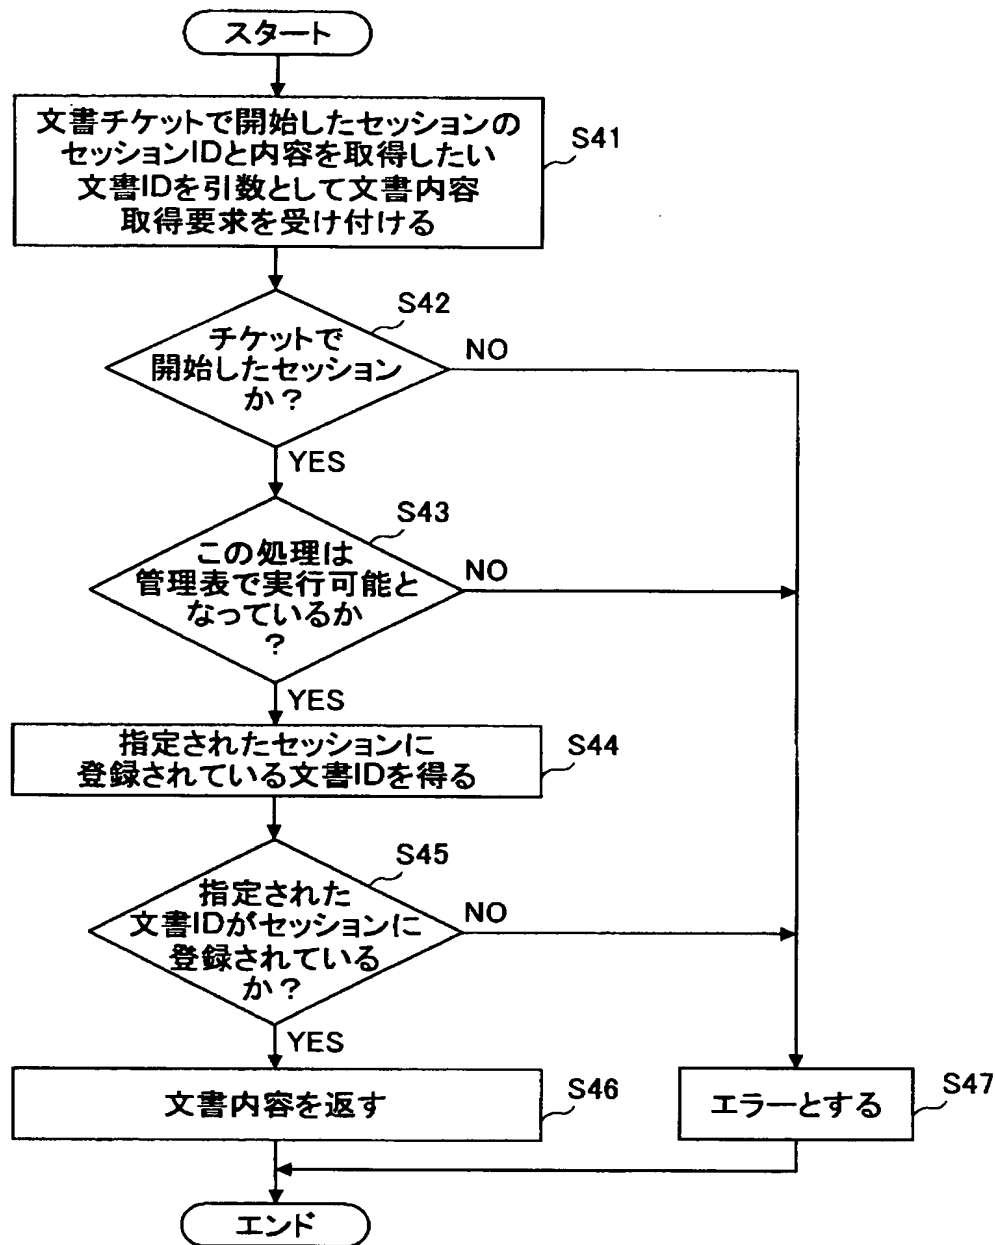 スタート
文書チケットで開始したセッションの
セッションIDと内容を取得したい
文書IDを引数として文書内容
取得要求を受け付ける
S41
S42
チケットで
開始したセッション
か？
NO
YES
S43
この処理は
管理表で実行可能と
なっているか
？
NO
YES
指定されたセッションに
登録されている文書IDを得る
S44
S45
指定された
文書IDがセッションに
登録されている
か？
NO
YES
文書内容を返す
S46
エラーとする
S47
エンド